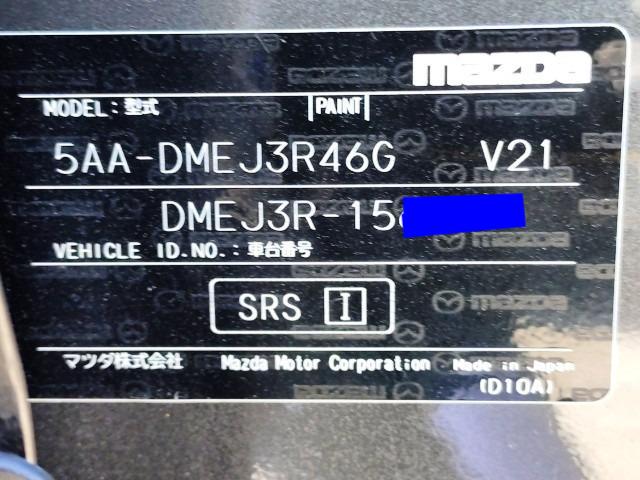 mazda
MODEL : 型式 PAINT
5AA-DMEJ3R46G V21
DMEJ3R-15
VEHICLE ID.NO. : 車台番号
SRS I
マツダ株式会社 Mazda Motor Corporation Made in Japan
(D10A)